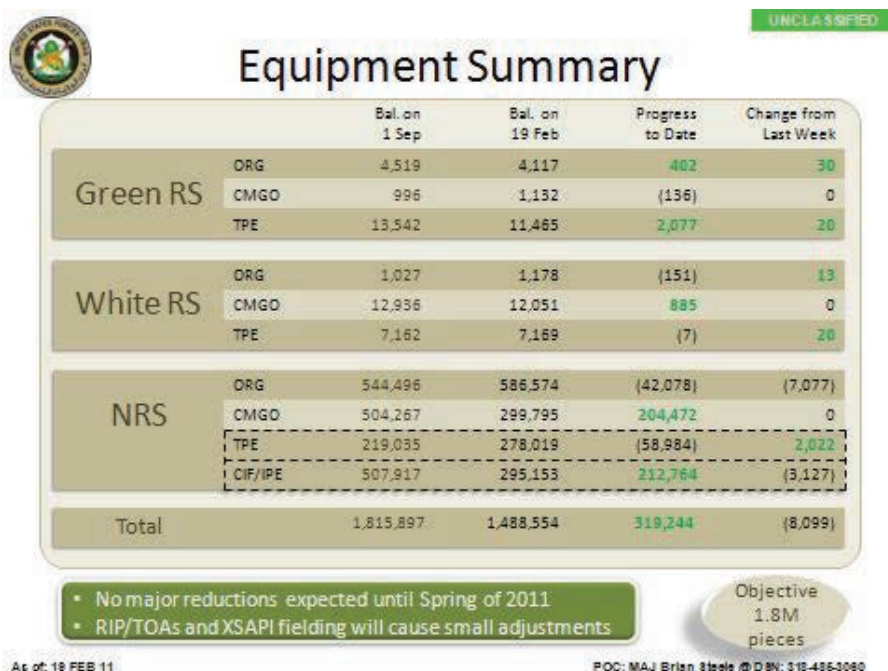 UNCLASSIFIED
Equipment Summary
Bal. on 1 Sep Bal. on 19 Feb Progress to Date Change from Last Week
Green RS
ORG 4,519 4,117 402 30
CMGO 996 1,132 (136) 0
TPE 13,542 11,465 2,077 20
White RS
ORG 1,027 1,178 (151) 13
CMGO 12,936 12,051 885 0
TPE 7,162 7,169 (7) 20
NRS
ORG 544,496 586,574 (42,078) (7,077)
CMGO 504,267 299,795 204,472 0
TPE 219,035 278,019 (58,984) 2,022
CIF/IPE 507,917 295,153 212,764 (3,127)
Total 1,815,897 1,488,554 319,244 (8,099)
• No major reductions expected until Spring of 2011
• RIP/TOAs and XSAPI fielding will cause small adjustments
Objective
1.8M
pieces
As of: FEB 11
POC: MAJ Brian Steele @ DSN: